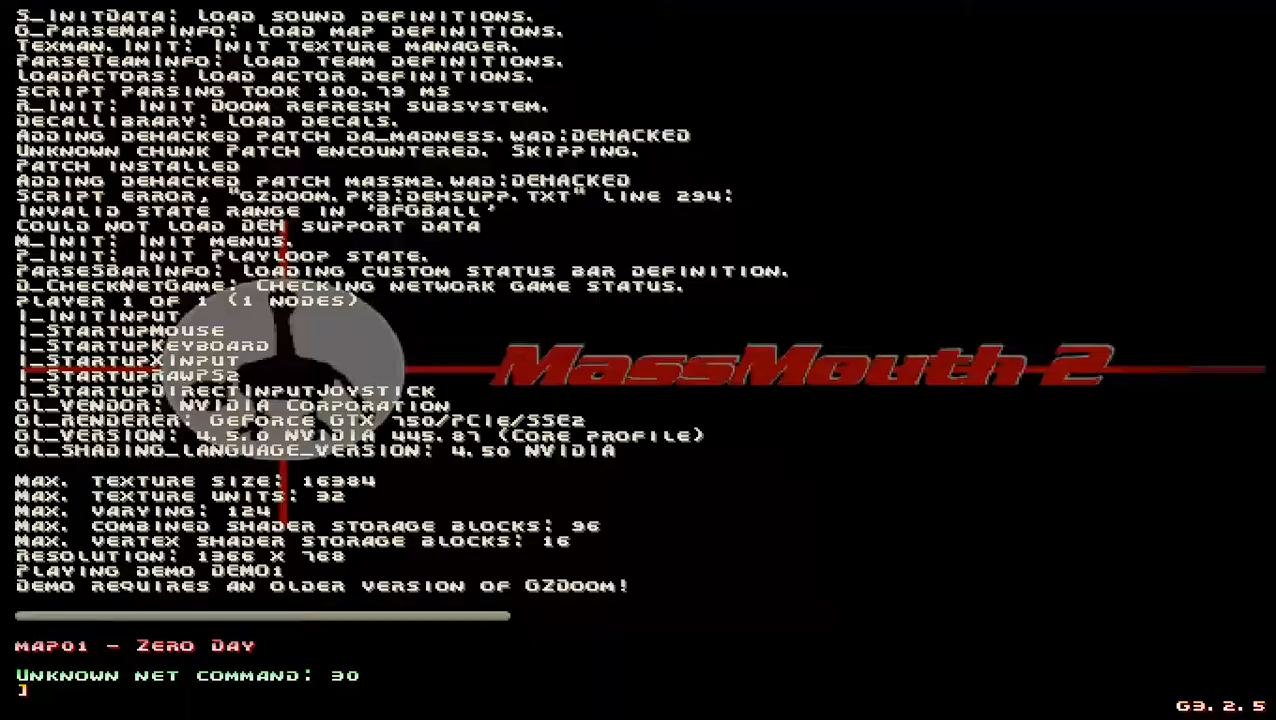 S_InitData: Load sound definitions.
G_ParseMapInfo: Load map definitions.
Texman.Init: Init texture manager.
ParseTeamInfo: Load team definitions.
LoadActors: Load actor definitions.
script parsing took 100.79 ms
R_Init: Init Doom refresh subsystem.
DecalLibrary: Load decals.
Adding dehacked patch DA_Madness.wad:DEHACKED
Unknown chunk Patch encountered. Skipping.
Patch installed
Adding dehacked patch massm2.wad:DEHACKED
Script error, "gzdoom.pk3:dehsupp.txt" line 294:
Invalid state range in 'BFGBall'
Could not load DEH support data
M_Init: Init menus.
P_Init: Init Playloop state.
ParseSBarInfo: Loading custom status bar definition.
D_CheckNetGame: Checking network game status.
player 1 of 1 (1 nodes)
I_InitInput
I_StartupMouse
I_StartupKeyboard
I_StartupXInput
I_StartupRawPS2
I_StartupDirectInputJoystick
MassMouth 2
GL_VENDOR: NVIDIA Corporation
GL_RENDERER: GeForce GTX 750/PCIe/SSE2
GL_VERSION: 4.5.0 NVIDIA 445.87 (Core profile)
GL_SHADING_LANGUAGE_VERSION: 4.50 NVIDIA
Max. texture size: 16384
Max. texture units: 32
Max. varying: 124
Max. combined shader storage blocks: 96
Max. vertex shader storage blocks: 16
Resolution: 1366 x 768
Playing demo DEMO1
Demo requires an older version of GZDoom!
map01 - Zero Day
Unknown net command: 30
]
G3.2.5